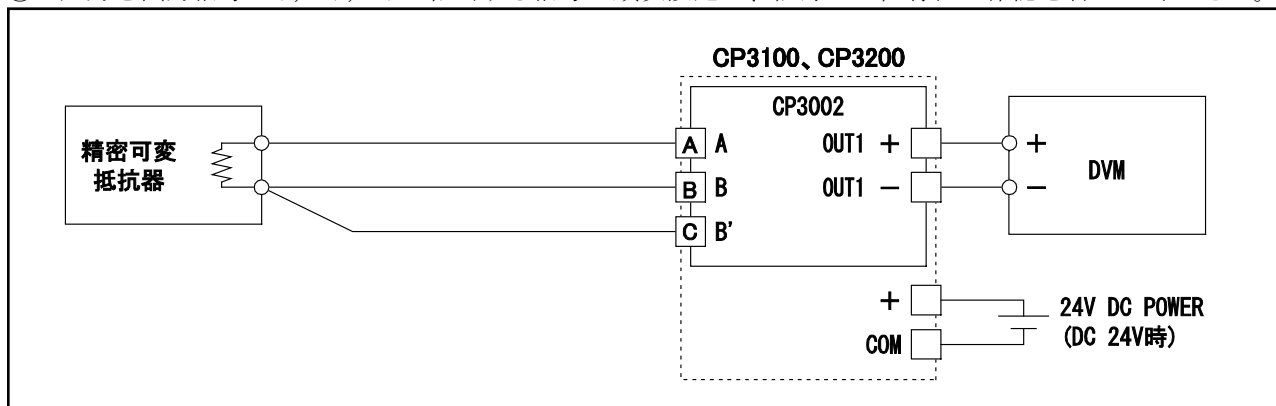 CP3100、CP3200
CP3002
精密可変
抵抗器
A A
B B
C B'
OUT1 +
OUT1 −
+
−
DVM
+
COM
24V DC POWER
(DC 24V時)